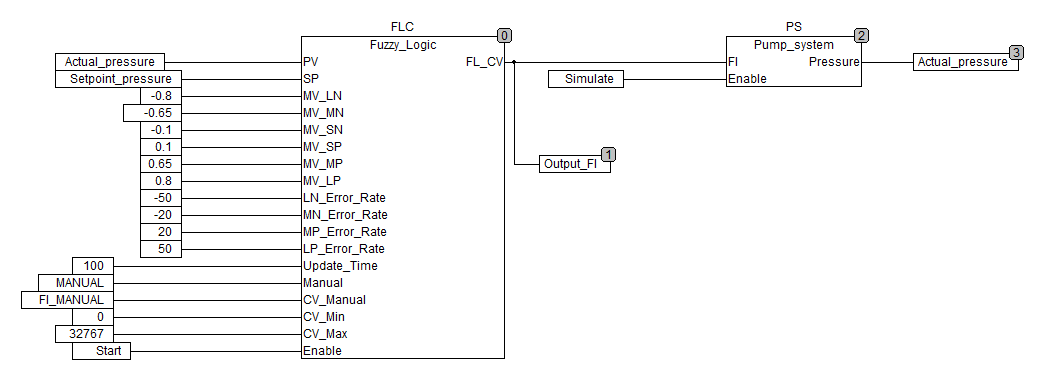 FLC
0
Fuzzy_Logic
PS
2
Pump_system
Actual_pressure PV FL_CV FI Pressure Actual_pressure 3
Setpoint_pressure SP Simulate Enable
-0.8 MV_LN
-0.65 MV_MN
-0.1 MV_SN
0.1 MV_SP
0.65 MV_MP Output_FI 1
0.8 MV_LP
-50 LN_Error_Rate
-20 MN_Error_Rate
20 MP_Error_Rate
50 LP_Error_Rate
100 Update_Time
MANUAL Manual
FI_MANUAL CV_Manual
0 CV_Min
32767 CV_Max
Start Enable